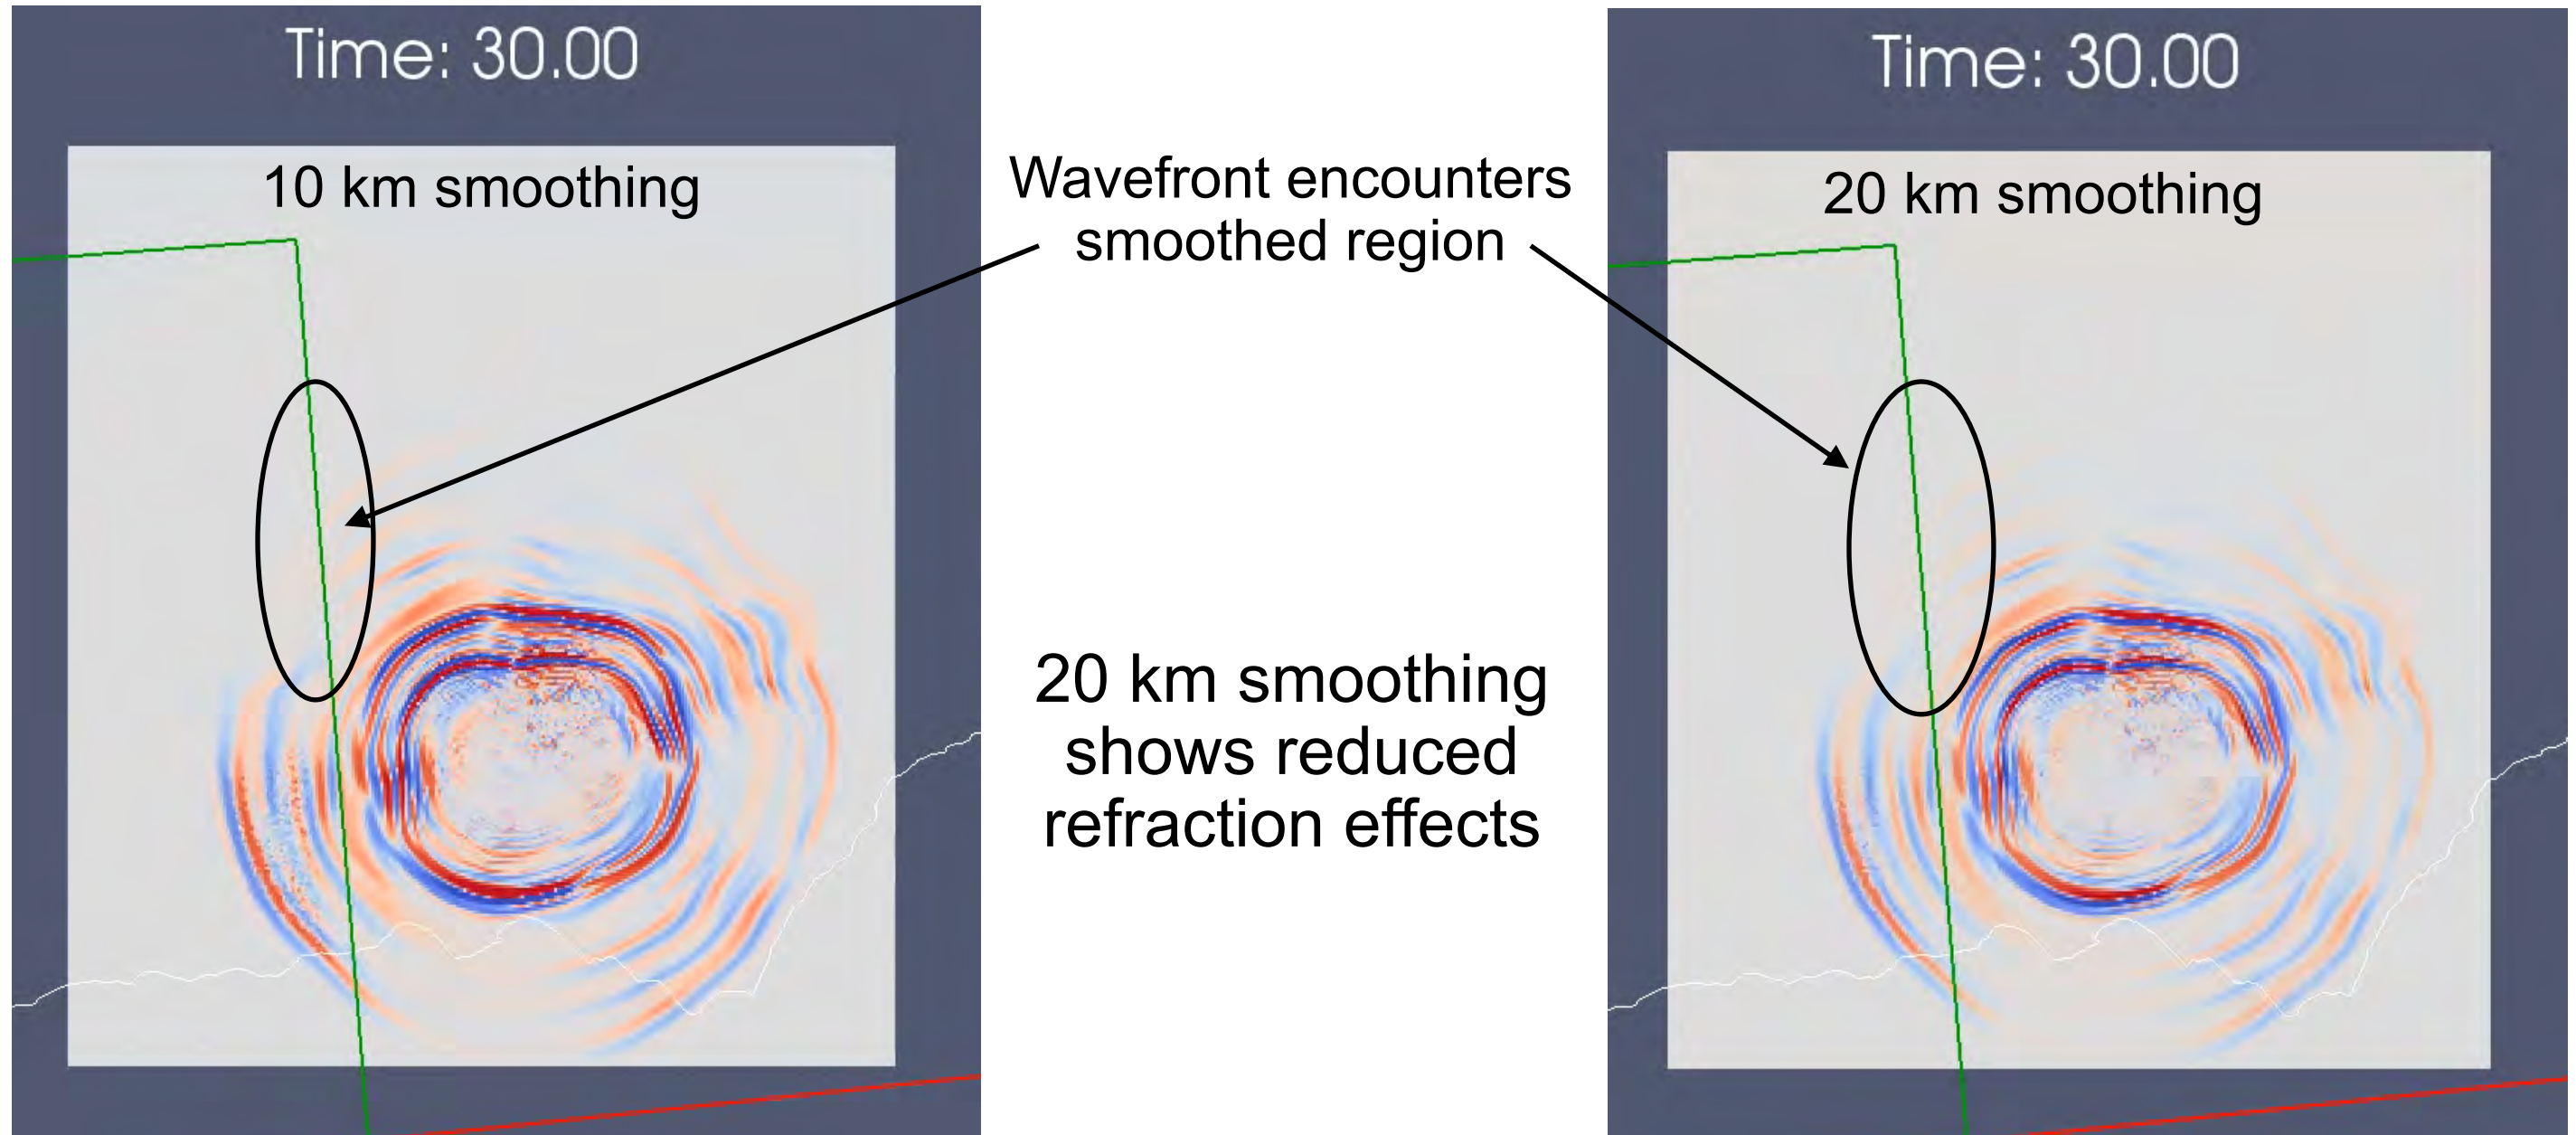 Time: 30.00
10 km smoothing
Wavefront encounters
smoothed region
20 km smoothing
shows reduced
refraction effects
Time: 30.00
20 km smoothing